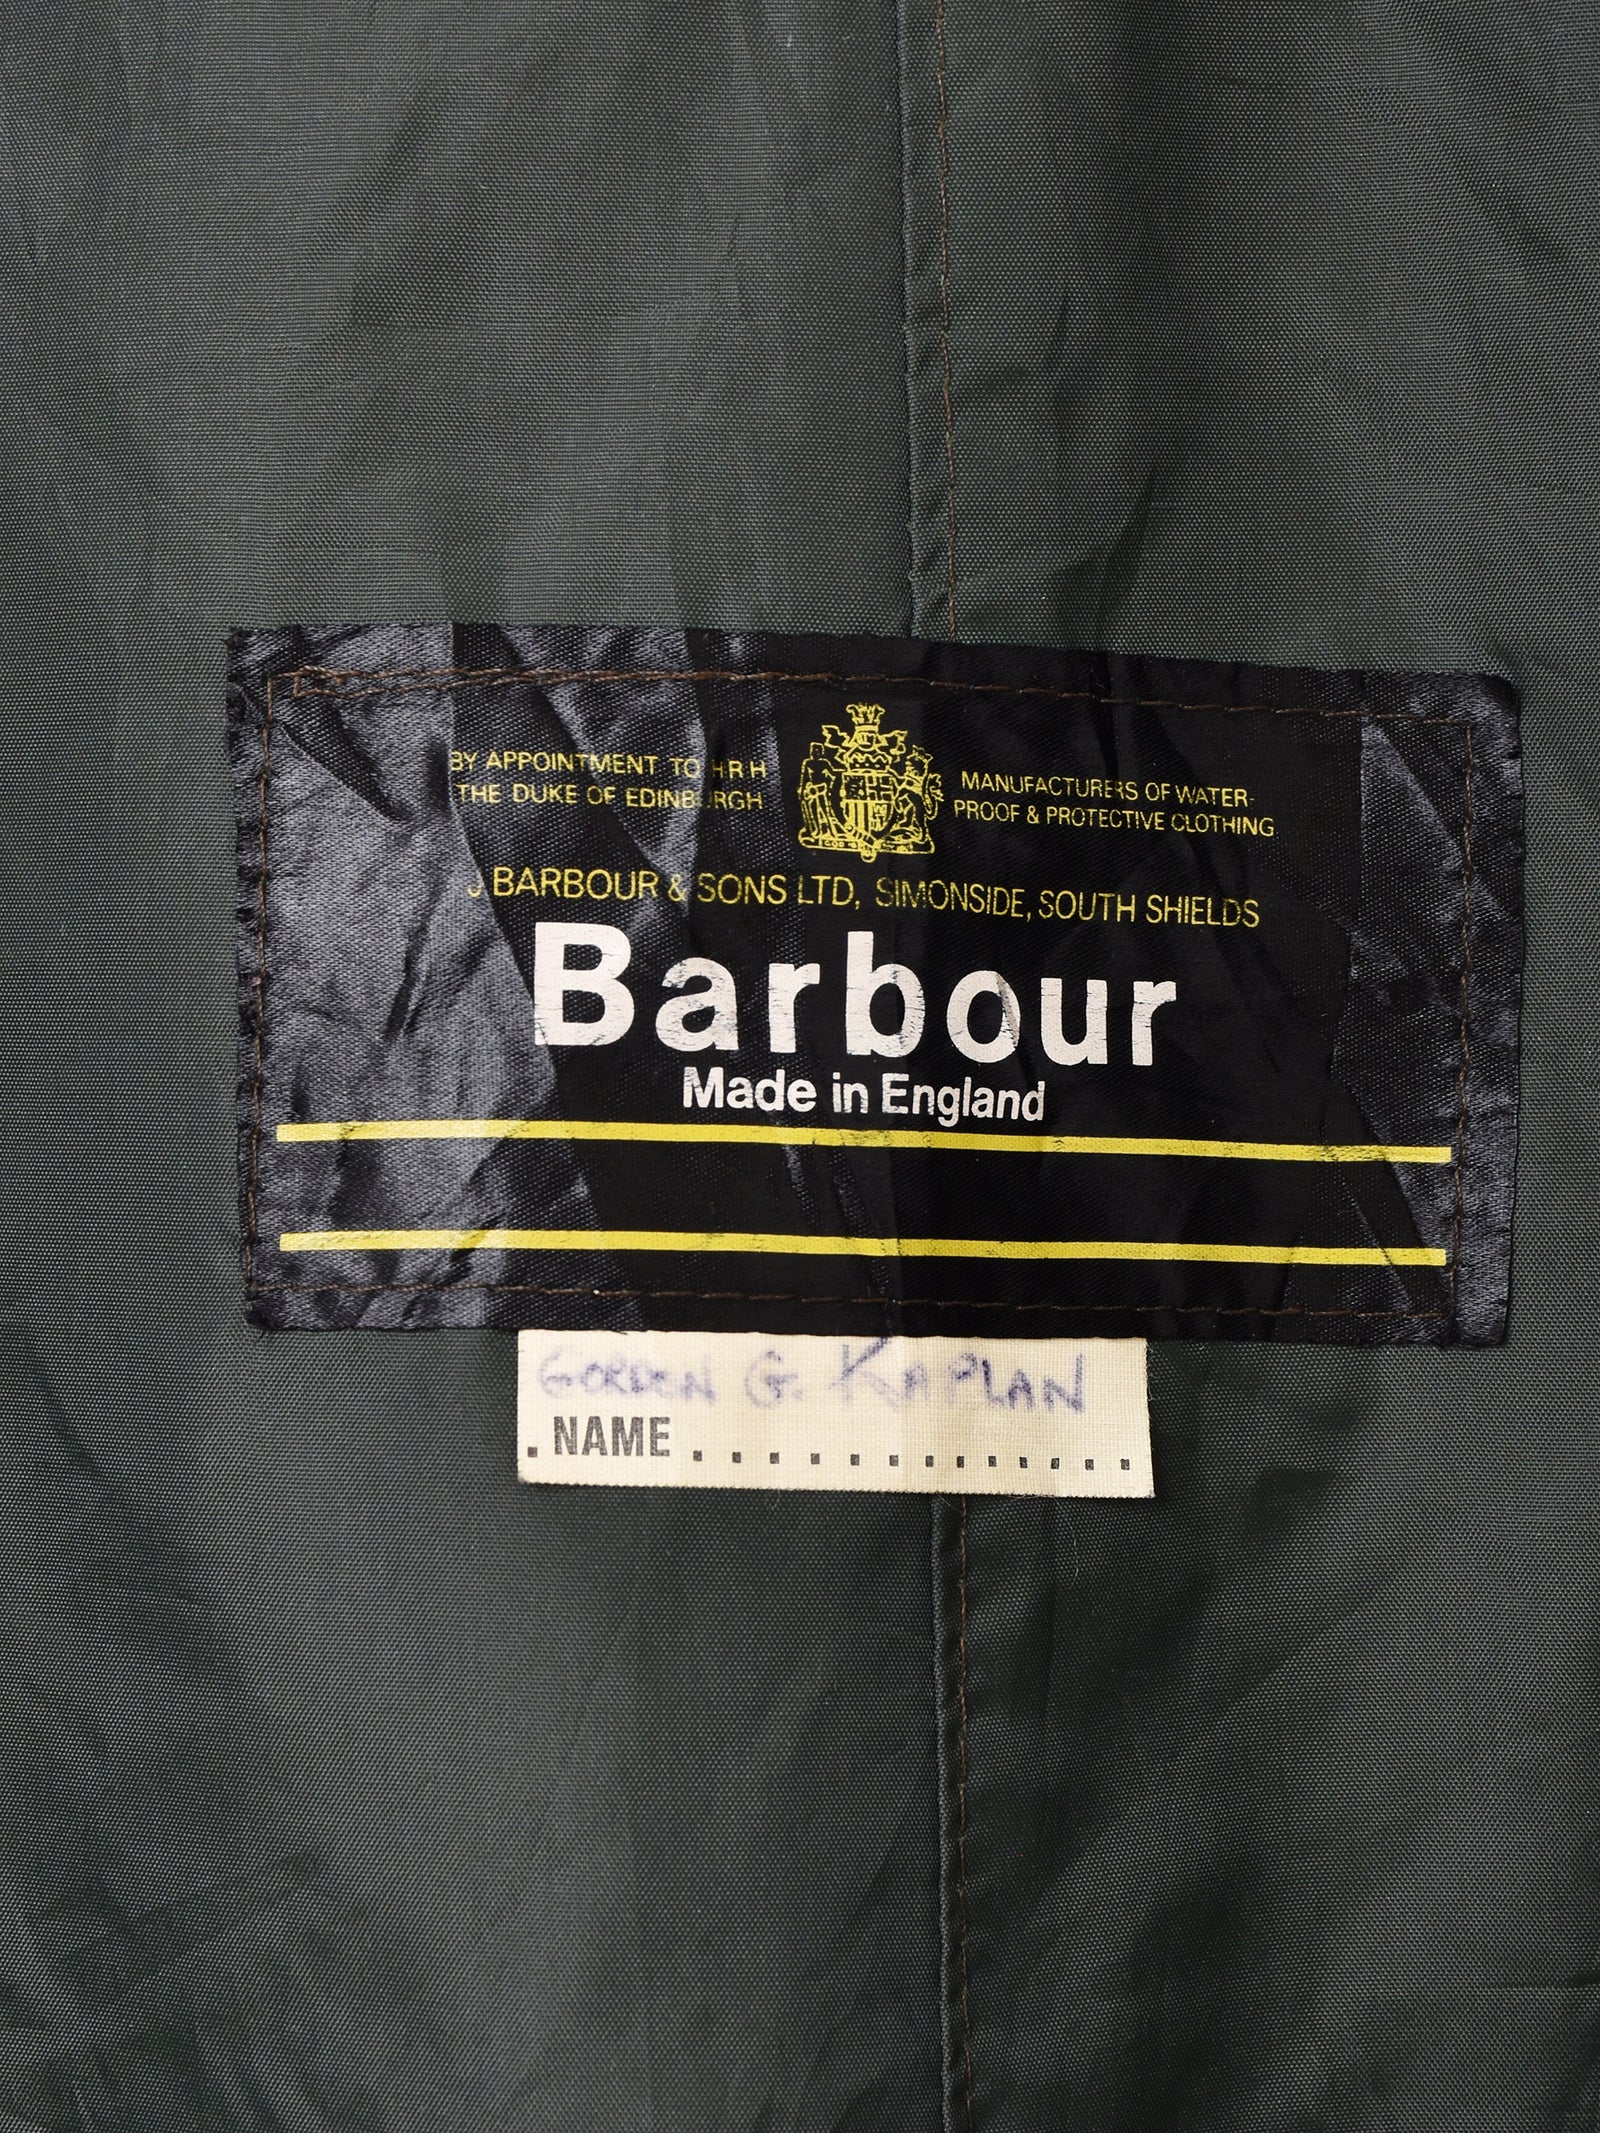 BY APPOINTMENT TO H R H
THE DUKE OF EDINBURGH
MANUFACTURERS OF WATER-
PROOF & PROTECTIVE CLOTHING
J. BARBOUR & SONS LTD, SIMONSIDE, SOUTH SHIELDS
Barbour
Made in England
GORDON G. KAPLAN
. NAME . . . . . . . . . . . .